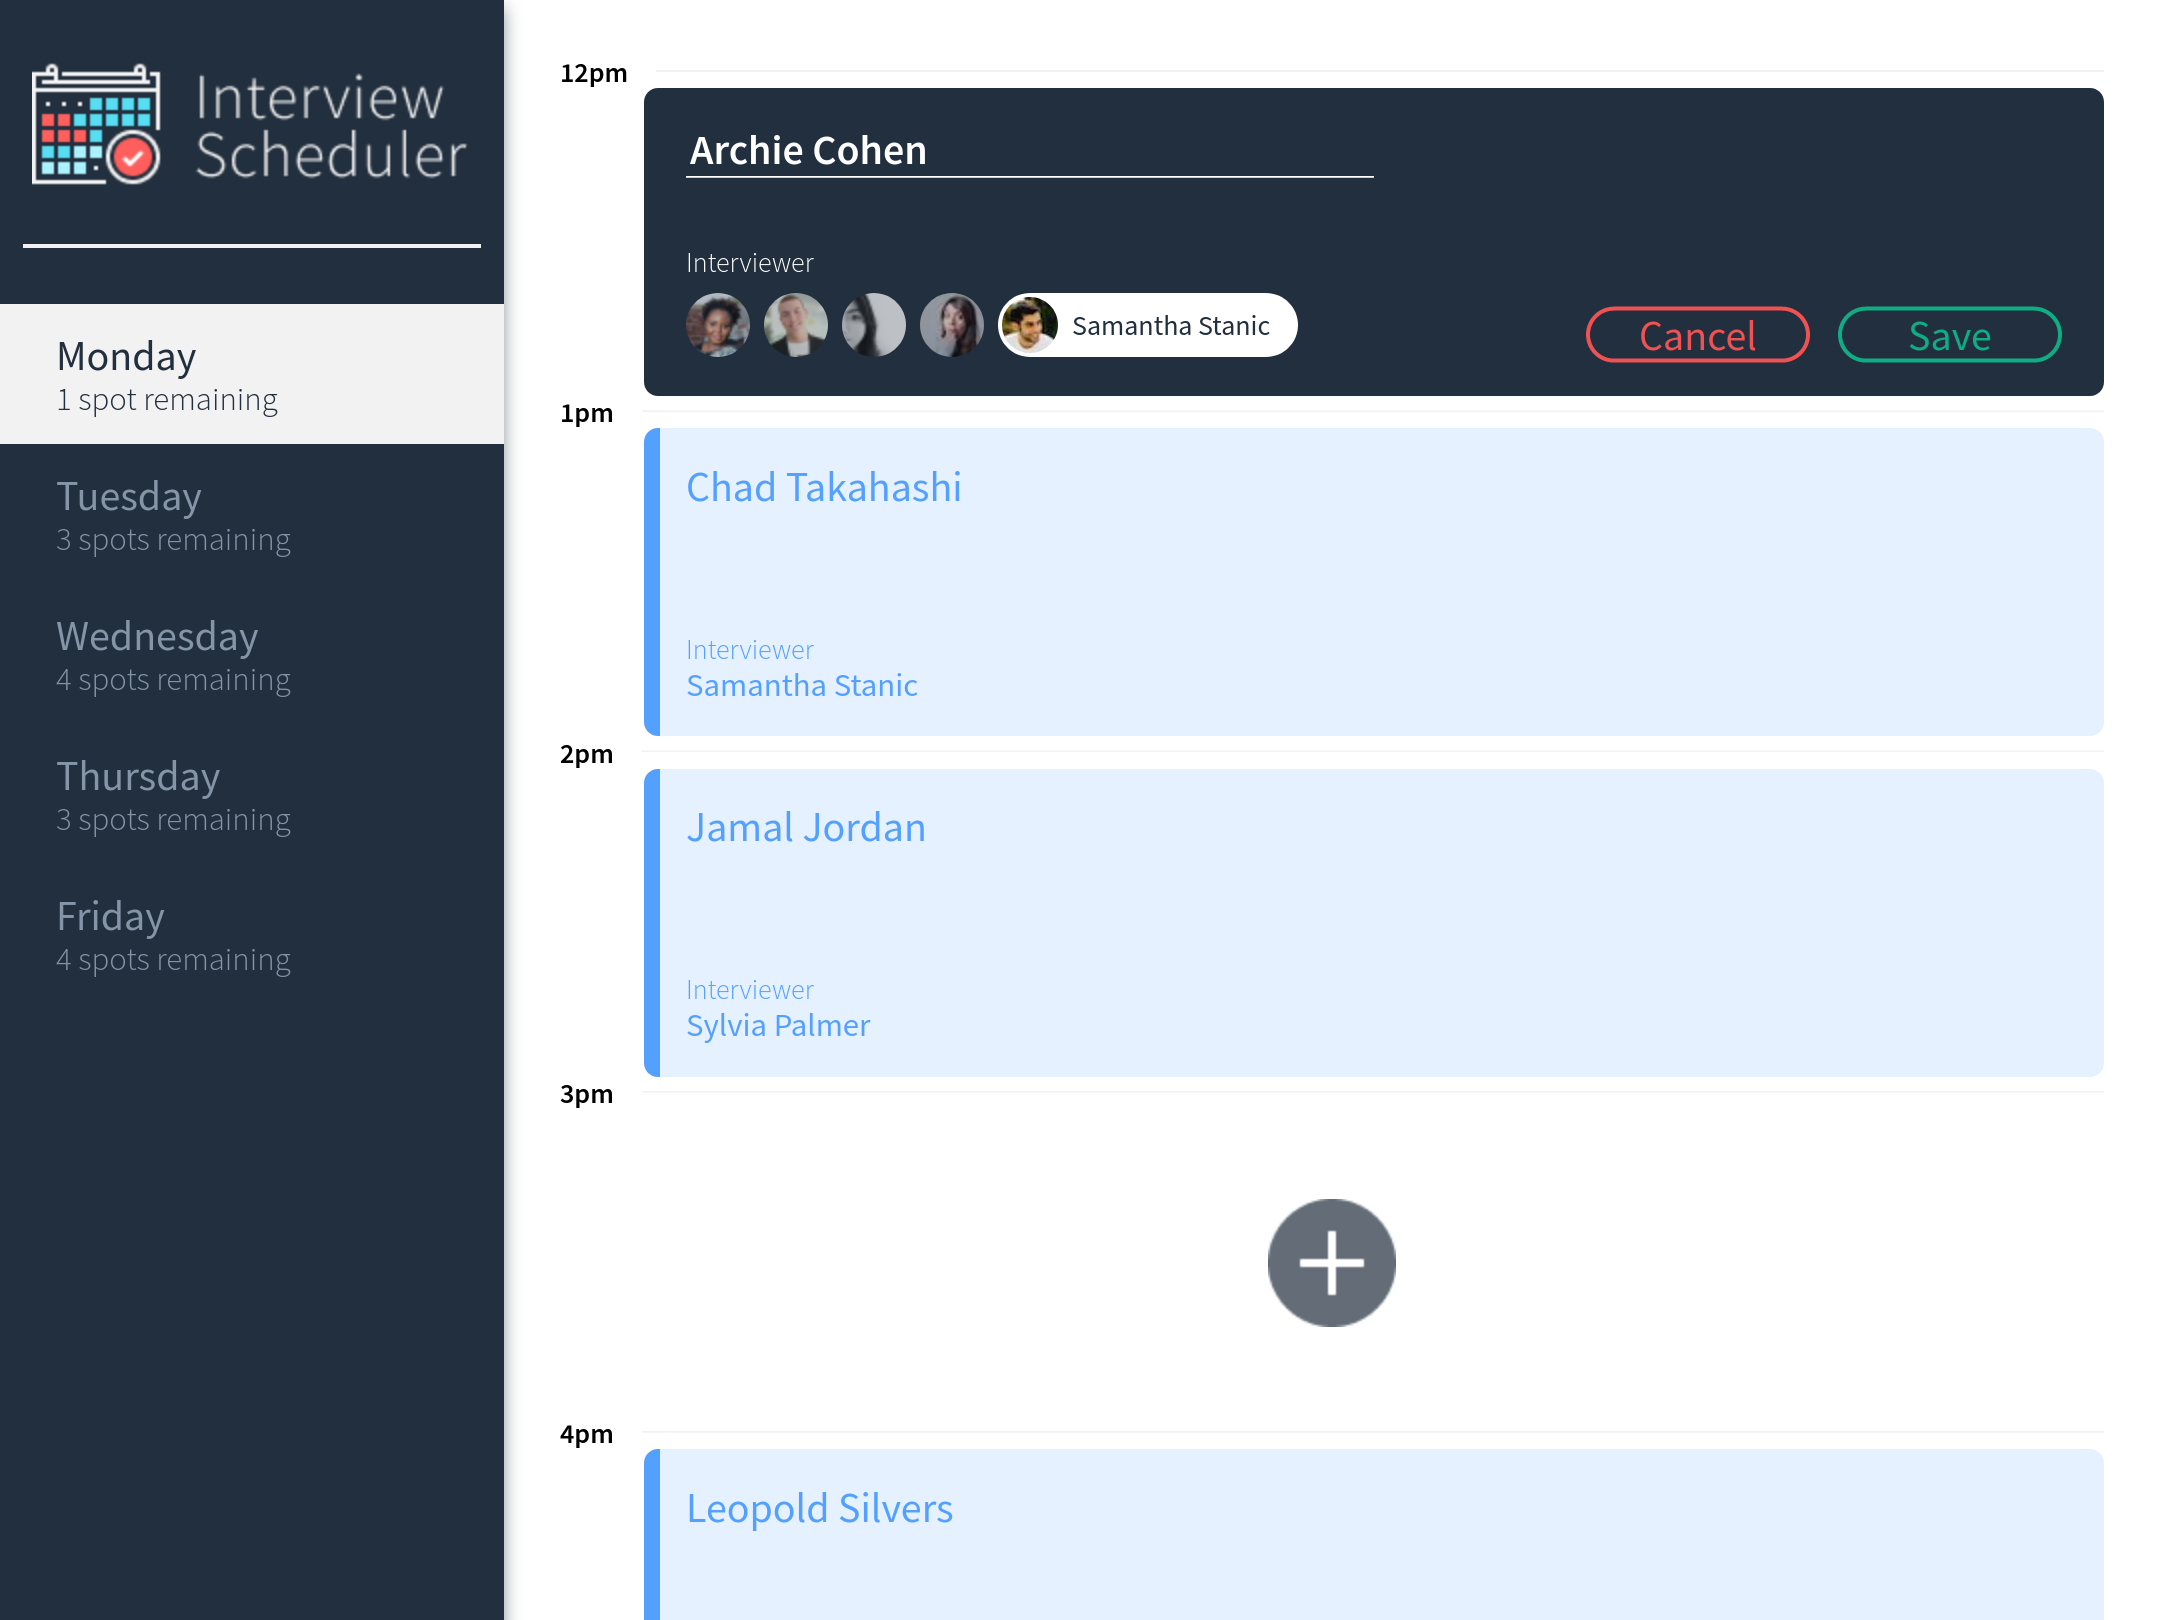 Interview
Scheduler
Monday
1 spot remaining
Tuesday
3 spots remaining
Wednesday
4 spots remaining
Thursday
3 spots remaining
Friday
4 spots remaining
12pm
Archie Cohen
Interviewer
Samantha Stanic
Cancel
Save
1pm
Chad Takahashi
Interviewer
Samantha Stanic
2pm
Jamal Jordan
Interviewer
Sylvia Palmer
3pm
4pm
Leopold Silvers